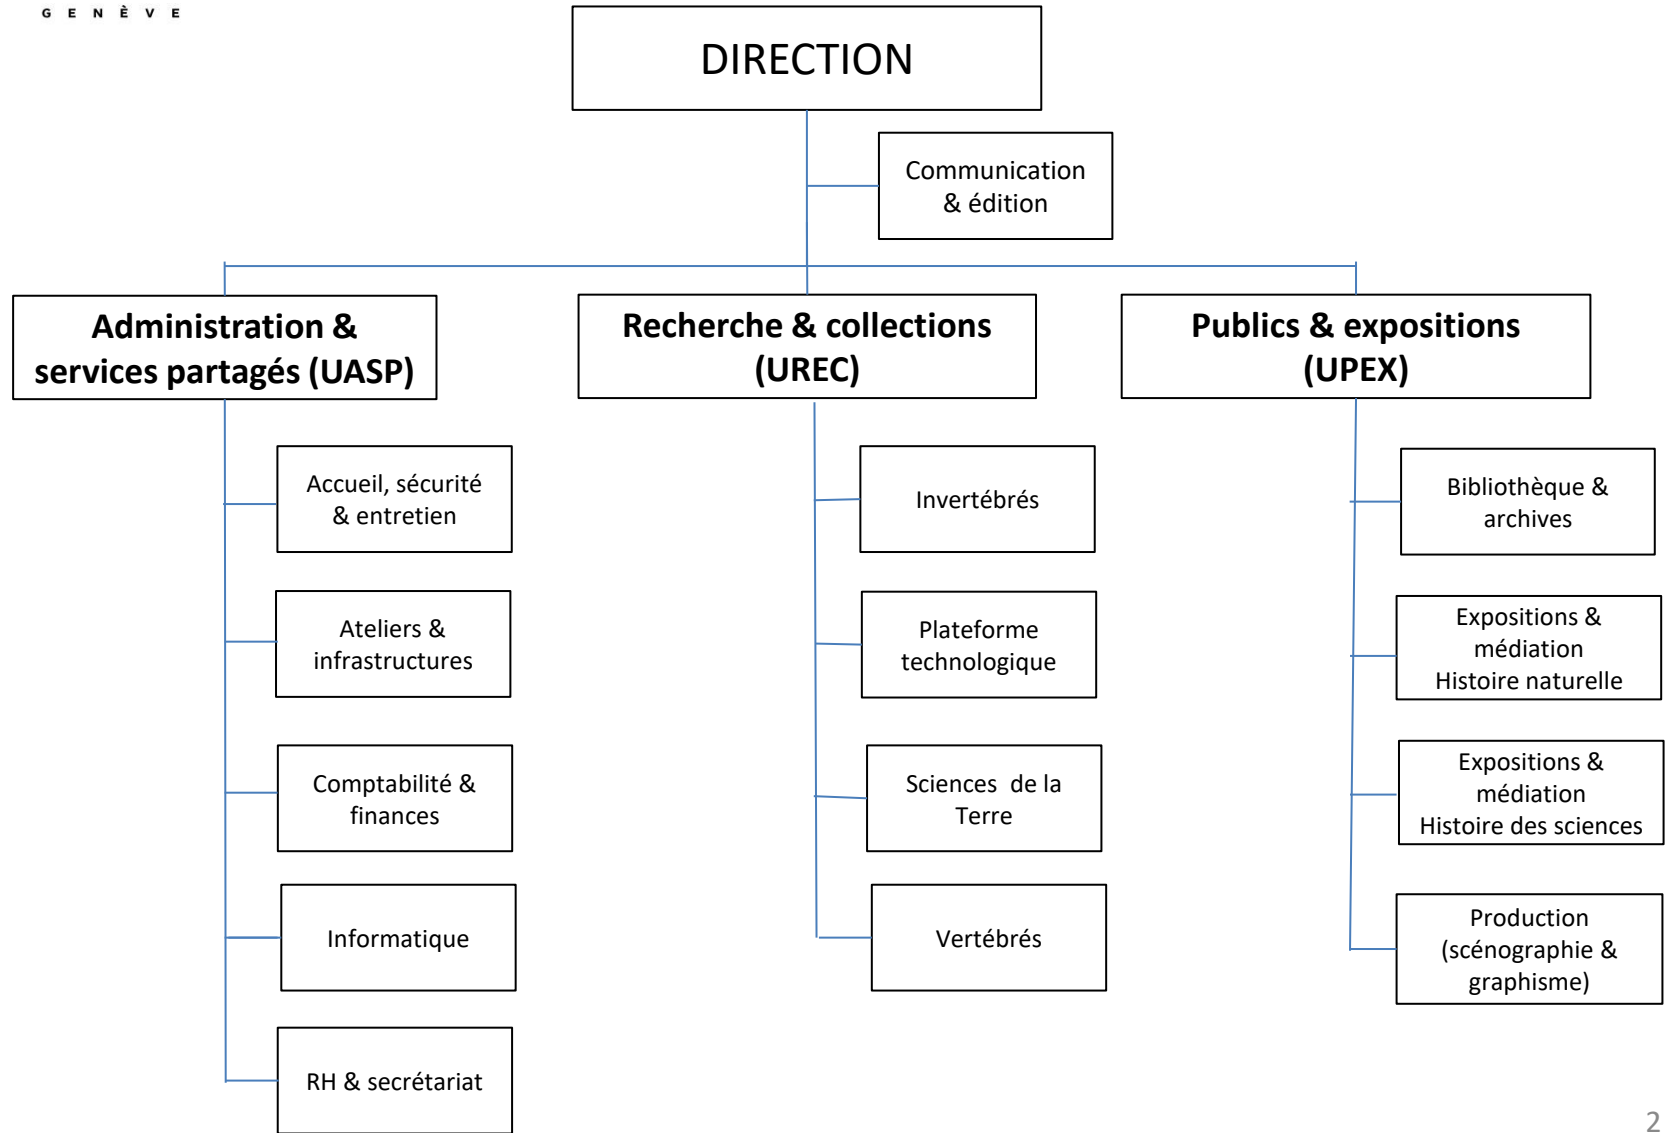 GENÈVE
DIRECTION
Communication
& édition
Administration &
services partagés (UASP)
Recherche & collections
(UREC)
Publics & expositions
(UPEX)
Accueil, sécurité
& entretien
Ateliers &
infrastructures
Comptabilité &
finances
Informatique
RH & secrétariat
Invertébrés
Plateforme
technologique
Sciences de la
Terre
Vertébrés
Bibliothèque &
archives
Expositions &
médiation
Histoire naturelle
Expositions &
médiation
Histoire des sciences
Production
(scénographie &
graphisme)
2